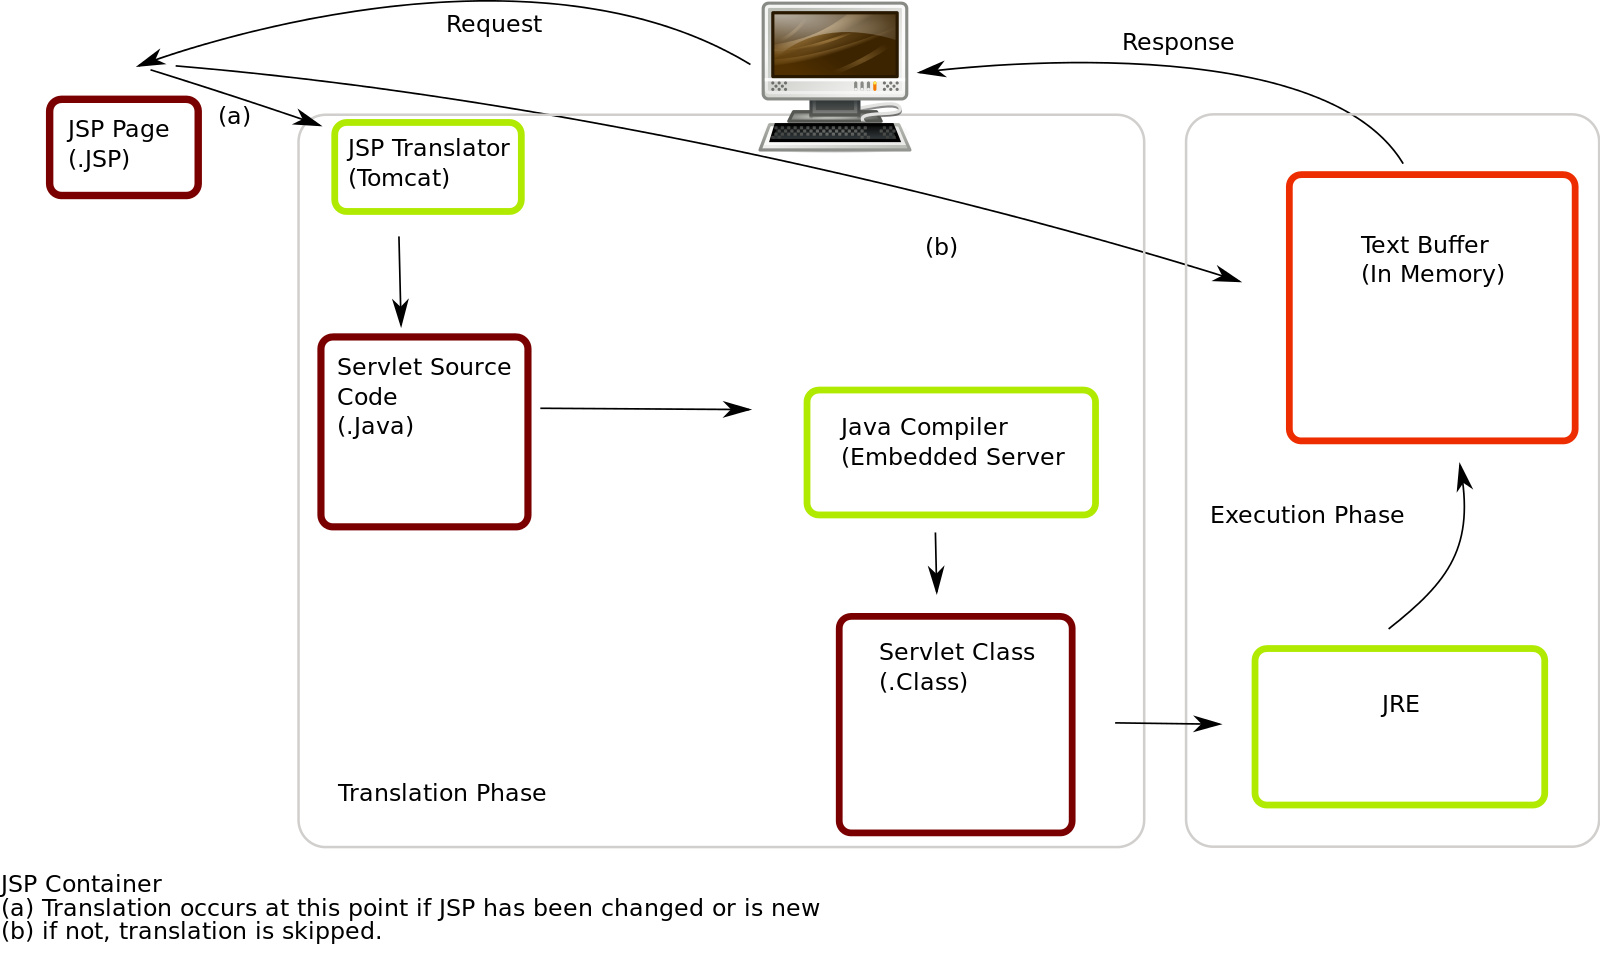 Request
Response
JSP Page
(.JSP)
(a)
JSP Translator
(Tomcat)
(b)
Text Buffer
(In Memory)
Servlet Source
Code
(.Java)
Java Compiler
(Embedded Server
Execution Phase
Servlet Class
(.Class)
JRE
Translation Phase
JSP Container
(a) Translation occurs at this point if JSP has been changed or is new
(b) if not, translation is skipped.